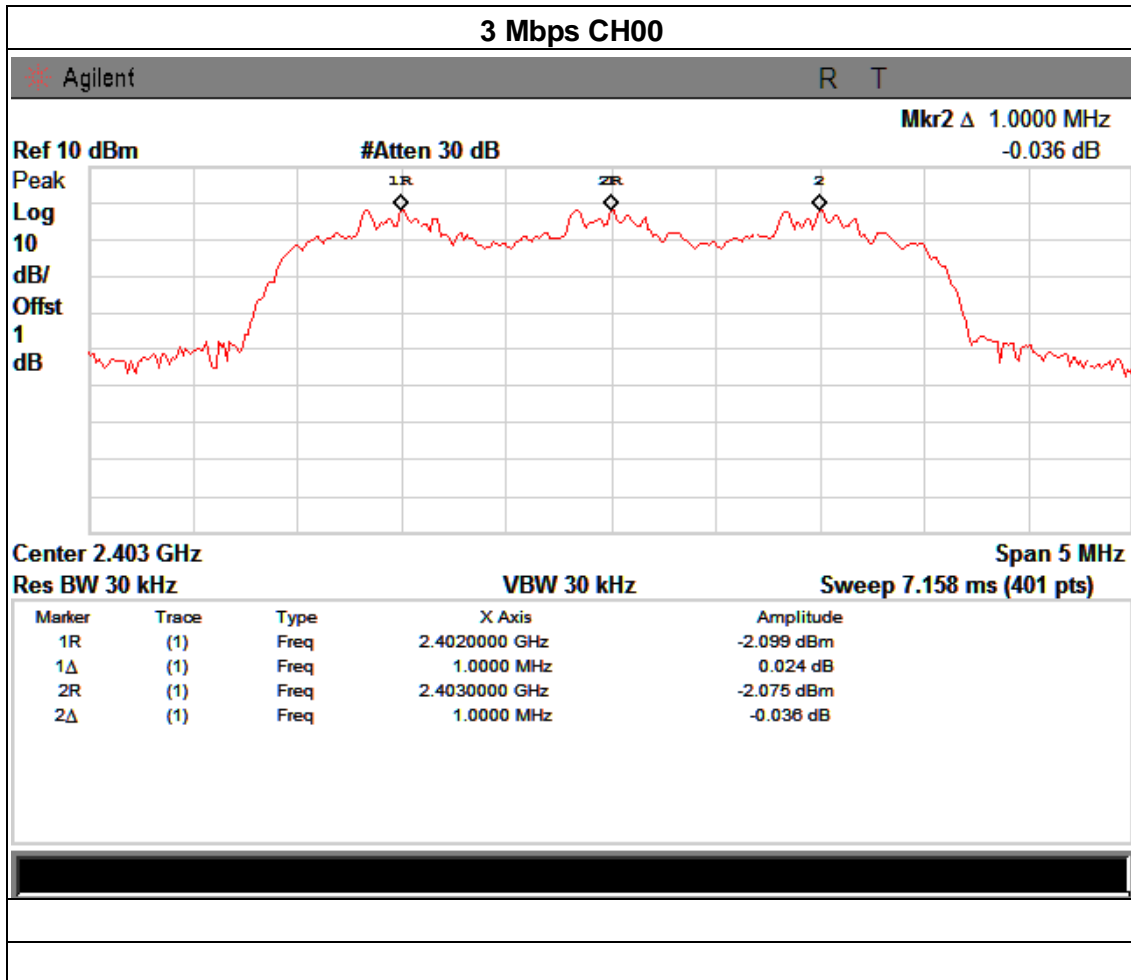 3 Mbps CH00
Agilent R T
Mkr2 Δ 1.0000 MHz
Ref 10 dBm #Atten 30 dB -0.036 dB
Peak
Log
10
dB/
Offst
1
dB
1R 2R 2
Center 2.403 GHz Span 5 MHz
Res BW 30 kHz VBW 30 kHz Sweep 7.158 ms (401 pts)
Marker Trace Type X Axis Amplitude
1R (1) Freq 2.4020000 GHz -2.099 dBm
1Δ (1) Freq 1.0000 MHz 0.024 dB
2R (1) Freq 2.4030000 GHz -2.075 dBm
2Δ (1) Freq 1.0000 MHz -0.036 dB